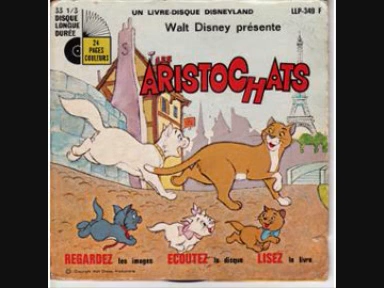 33 1/3
DISQUE
LONGUE
DURÉE
24
PAGES
COULEURS
UN LIVRE-DISQUE DISNEYLAND
LLP-349 F
Walt Disney présente
LES
ARISTOCHATS
REGARDEZ les images
ECOUTEZ le disque
LISEZ le livre